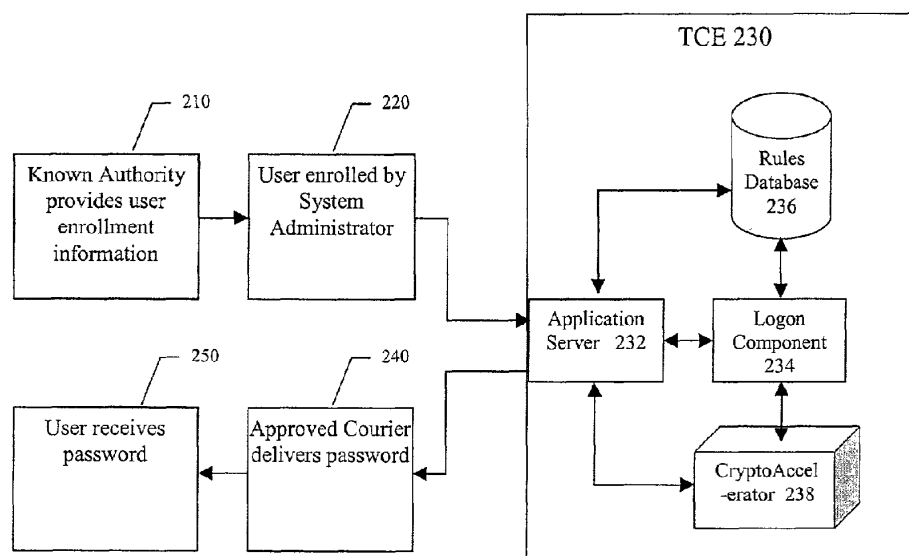 TCE 230
210
220
Known Authority
provides user
enrollment
information
User enrolled by
System
Administrator
Rules
Database
236
Application
Server 232
Logon
Component
234
250
240
User receives
password
Approved Courier
delivers password
CryptoAccel
-erator 238